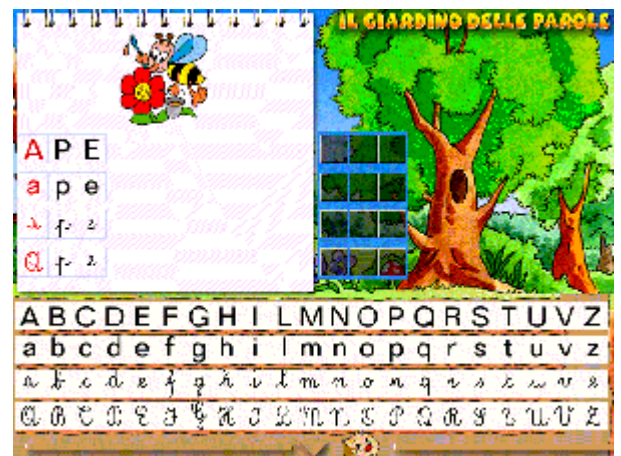 IL GIARDINO DELLE PAROLE
A P E
a p e
a p e
A p e
A B C D E F G H I L M N O P Q R S T U V Z
a b c d e f g h i l m n o p q r s t u v z
a b c d e f g h i l m n o p q r s t u v z
A B C D E F G H I L M N O P Q R S T U V Z